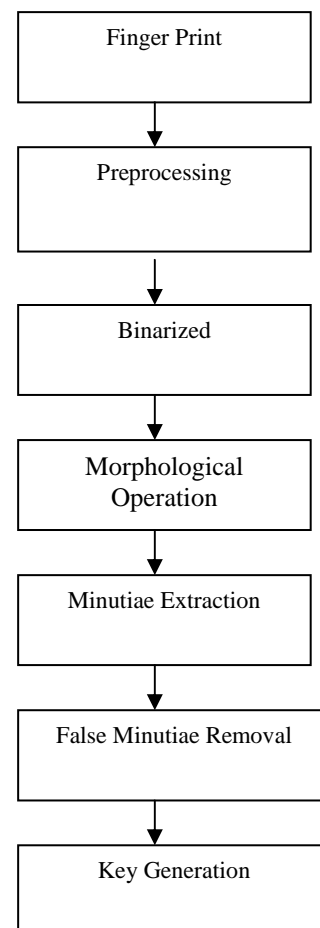 Finger Print
Preprocessing
Binarized
Morphological
Operation
Minutiae Extraction
False Minutiae Removal
Key Generation